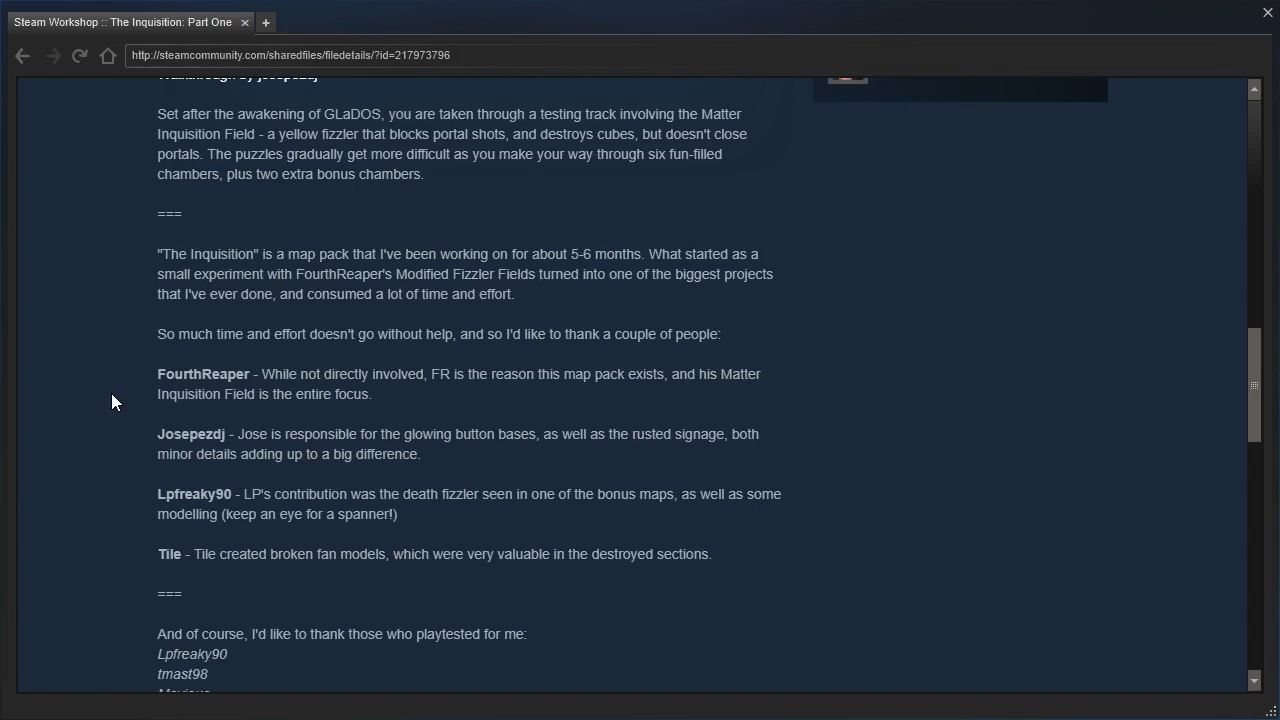 Steam Workshop :: The Inquisition: Part One
http://steamcommunity.com/sharedfiles/filedetails/?id=217973796
Walkthrough by josepezdj
Set after the awakening of GLaDOS, you are taken through a testing track involving the Matter
Inquisition Field - a yellow fizzler that blocks portal shots, and destroys cubes, but doesn't close
portals. The puzzles gradually get more difficult as you make your way through six fun-filled
chambers, plus two extra bonus chambers.
===
"The Inquisition" is a map pack that I've been working on for about 5-6 months. What started as a
small experiment with FourthReaper's Modified Fizzler Fields turned into one of the biggest projects
that I've ever done, and consumed a lot of time and effort.
So much time and effort doesn't go without help, and so I'd like to thank a couple of people:
FourthReaper - While not directly involved, FR is the reason this map pack exists, and his Matter
Inquisition Field is the entire focus.
Josepezdj - Jose is responsible for the glowing button bases, as well as the rusted signage, both
minor details adding up to a big difference.
Lpfreaky90 - LP's contribution was the death fizzler seen in one of the bonus maps, as well as some
modelling (keep an eye for a spanner!)
Tile - Tile created broken fan models, which were very valuable in the destroyed sections.
===
And of course, I'd like to thank those who playtested for me:
Lpfreaky90
tmast98